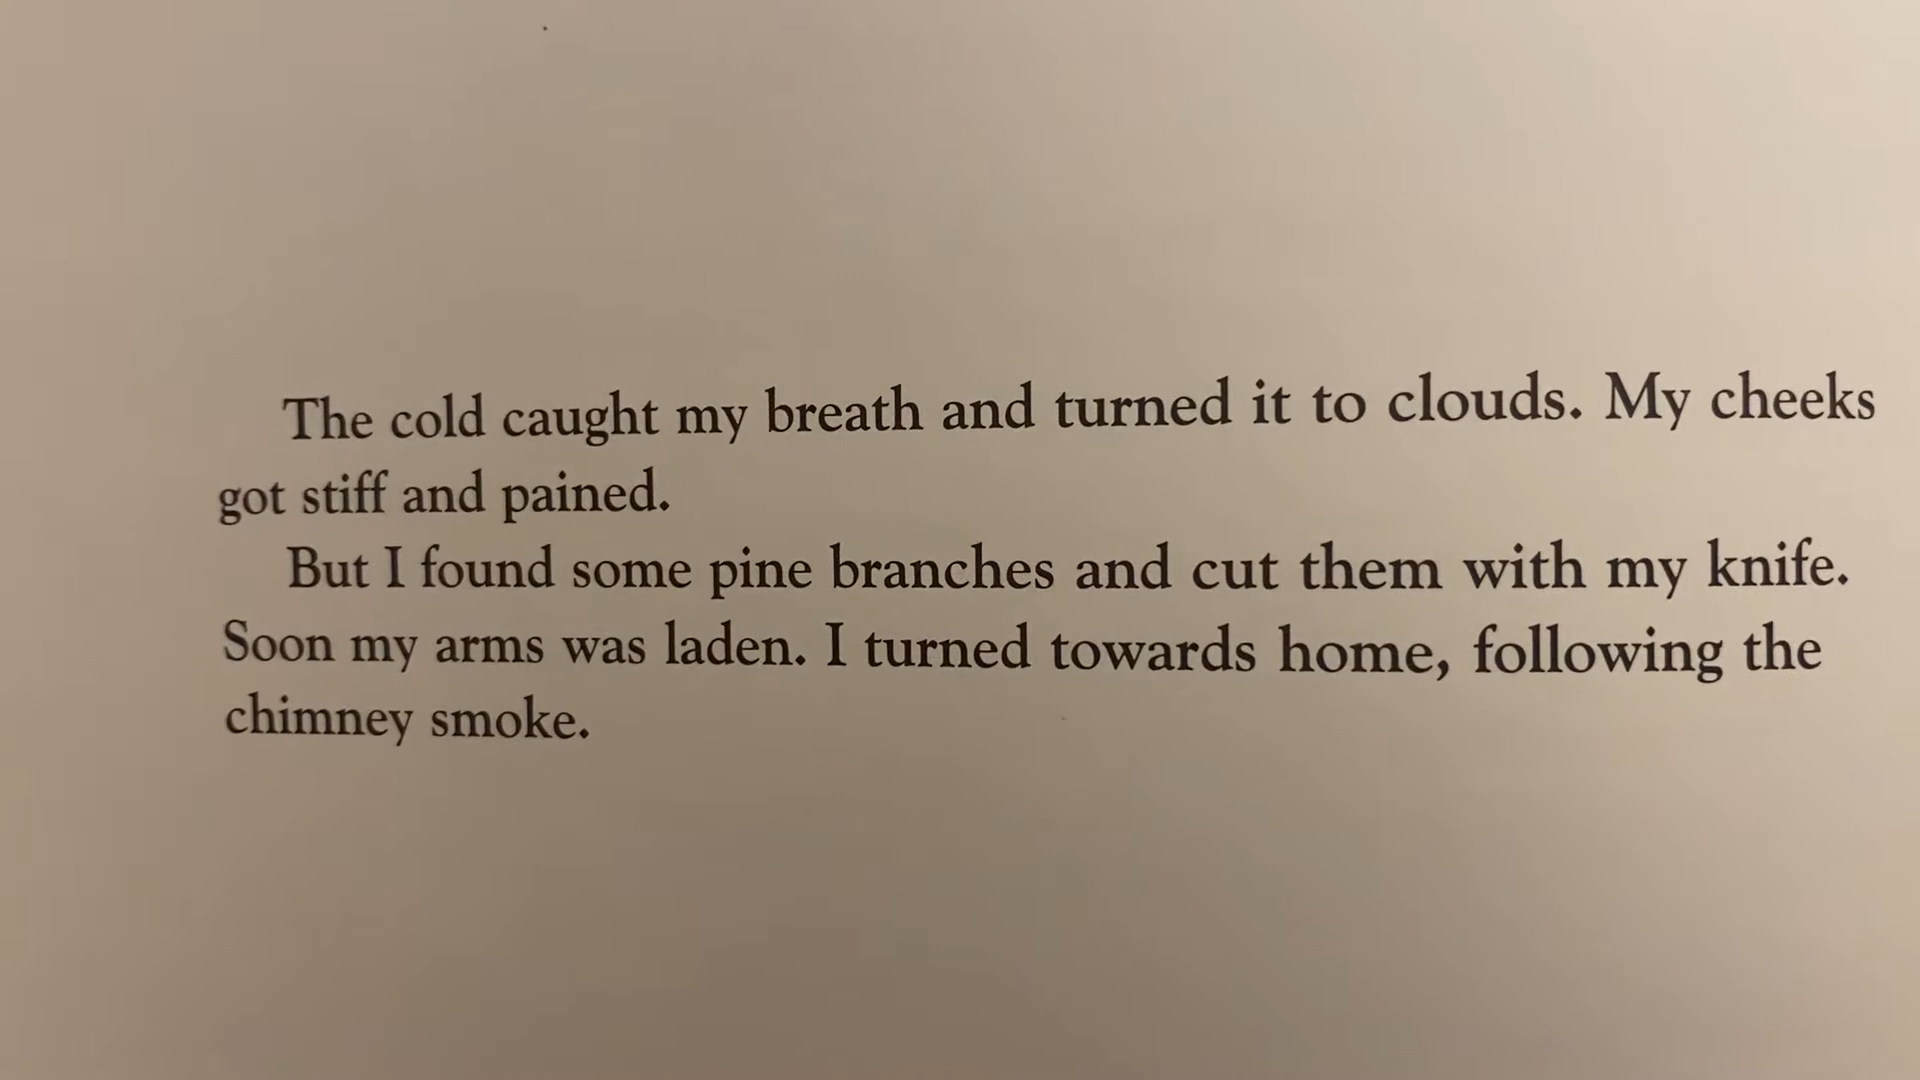 The cold caught my breath and turned it to clouds. My cheeks
got stiff and pained.
But I found some pine branches and cut them with my knife.
Soon my arms was laden. I turned towards home, following the
chimney smoke.